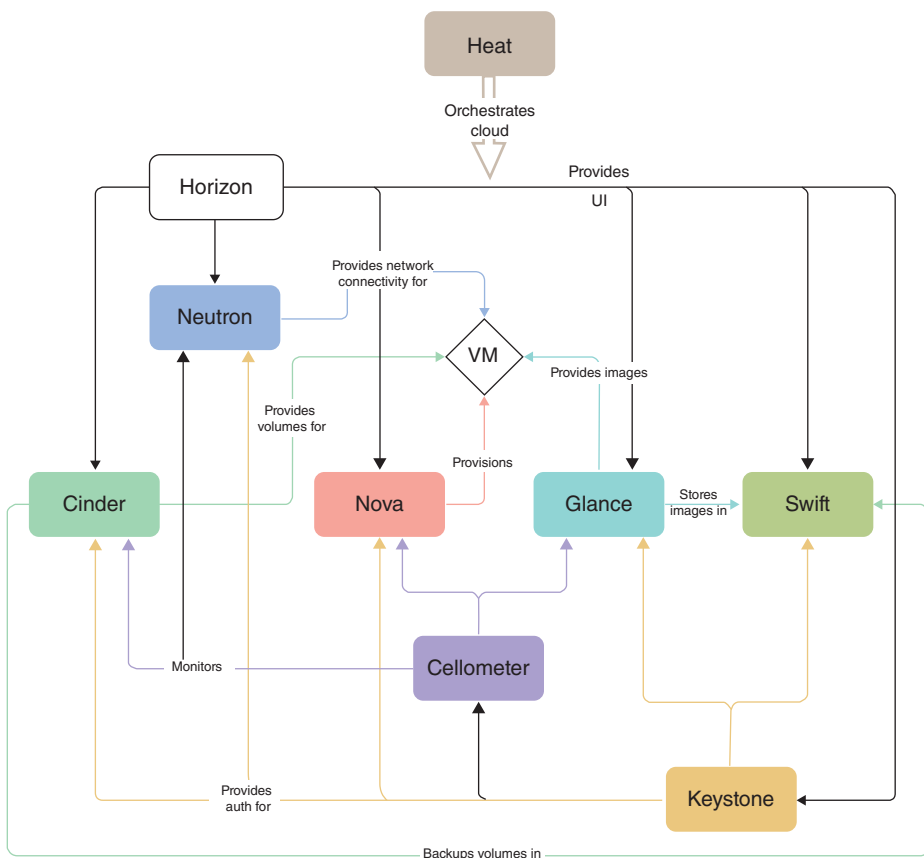 Heat
Orchestrates
cloud
Horizon
Provides
UI
Neutron
Provides network
connectivity for
VM
Provides images
Provides
volumes for
Provisions
Cinder
Nova
Glance
Stores
images in
Swift
Monitors
Cellometer
Provides
auth for
Keystone
Backups volumes in